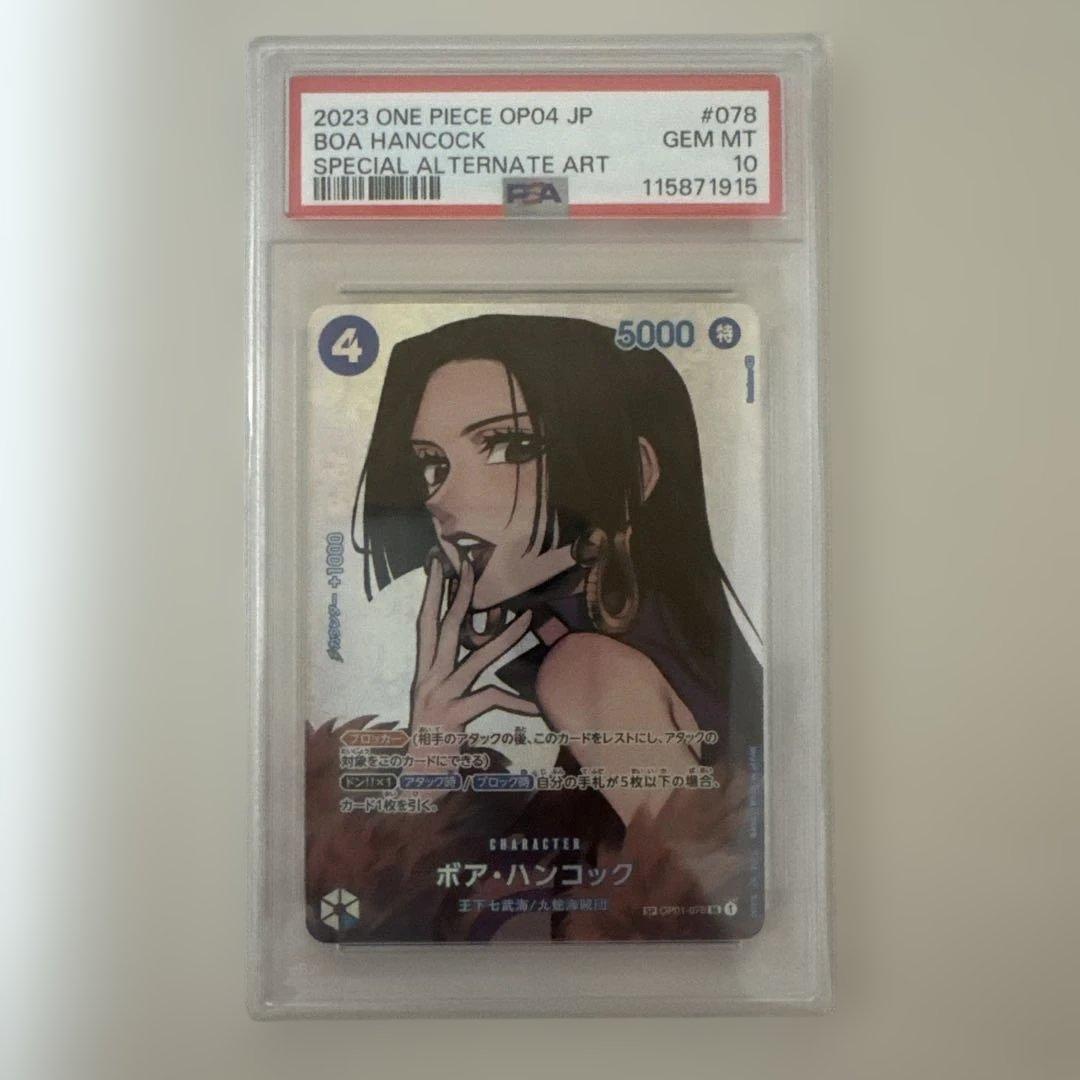 2023 ONE PIECE OP04 JP #078
BOA HANCOCK GEM MT
SPECIAL ALTERNATE ART 10
PSA 115871915
4 5000 特
カウンター +1000
ブロッカー (相手のアタックの後、このカードをレストにし、アタックの
対象をこのカードにできる)
ドン!!×1 アタック時 / ブロック時 自分の手札が5枚以下の場合、
カード1枚を引く。
CHARACTER
ボア・ハンコック
王下七武海/九蛇海賊団
SP OP01-078 SR 1